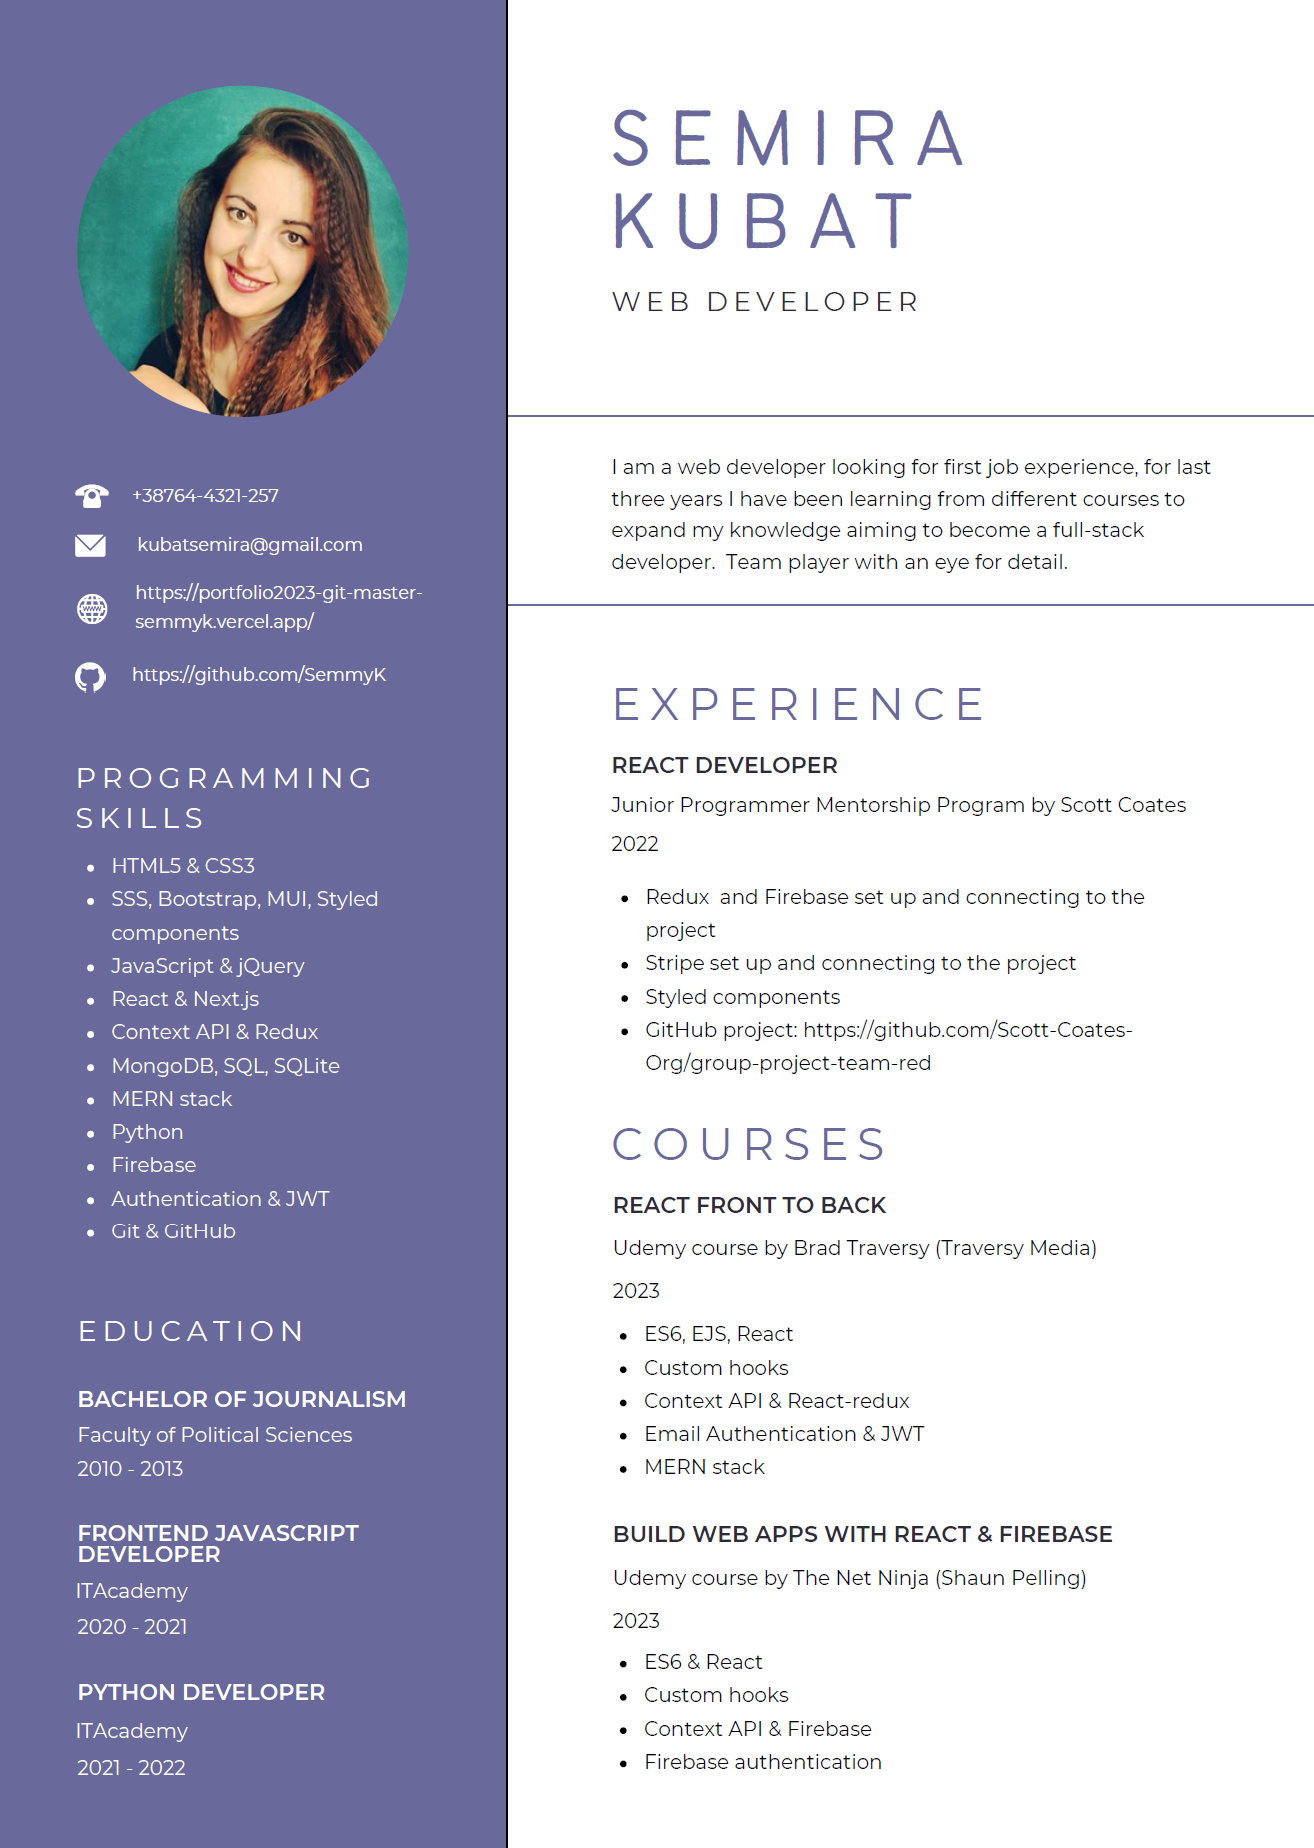 SEMIRA
KUBAT
WEB DEVELOPER
I am a web developer looking for first job experience, for last
three years I have been learning from different courses to
expand my knowledge aiming to become a full-stack
developer.  Team player with an eye for detail.
+38764-4321-257
kubatsemira@gmail.com
https://portfolio2023-git-master-
semmyk.vercel.app/
https://github.com/SemmyK
PROGRAMMING
SKILLS
• HTML5 & CSS3
• SSS, Bootstrap, MUI, Styled
components
• JavaScript & jQuery
• React & Next.js
• Context API & Redux
• MongoDB, SQL, SQLite
• MERN stack
• Python
• Firebase
• Authentication & JWT
• Git & GitHub
EDUCATION
BACHELOR OF JOURNALISM
Faculty of Political Sciences
2010 - 2013
FRONTEND JAVASCRIPT
DEVELOPER
ITAcademy
2020 - 2021
PYTHON DEVELOPER
ITAcademy
2021 - 2022
EXPERIENCE
REACT DEVELOPER
Junior Programmer Mentorship Program by Scott Coates
2022
• Redux  and Firebase set up and connecting to the
project
• Stripe set up and connecting to the project
• Styled components
• GitHub project: https://github.com/Scott-Coates-
Org/group-project-team-red
COURSES
REACT FRONT TO BACK
Udemy course by Brad Traversy (Traversy Media)
2023
• ES6, EJS, React
• Custom hooks
• Context API & React-redux
• Email Authentication & JWT
• MERN stack
BUILD WEB APPS WITH REACT & FIREBASE
Udemy course by The Net Ninja (Shaun Pelling)
2023
• ES6 & React
• Custom hooks
• Context API & Firebase
• Firebase authentication